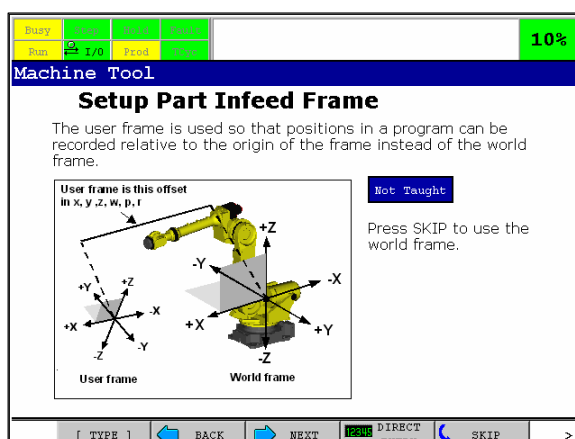 Busy Step Hold Fault
Run I/O Prod TCyc
10%
Machine Tool
Setup Part Infeed Frame
The user frame is used so that positions in a program can be
recorded relative to the origin of the frame instead of the world
frame.
User frame is this offset
in x, y ,z, w, p, r
+Z
-Y
-X
+X
+Y
-Z
World frame
+Y
+Z
-X
+X
-Y
-Z
User frame
Not Taught
Press SKIP to use the
world frame.
[ TYPE ]
BACK
NEXT
12345 DIRECT
SKIP
>